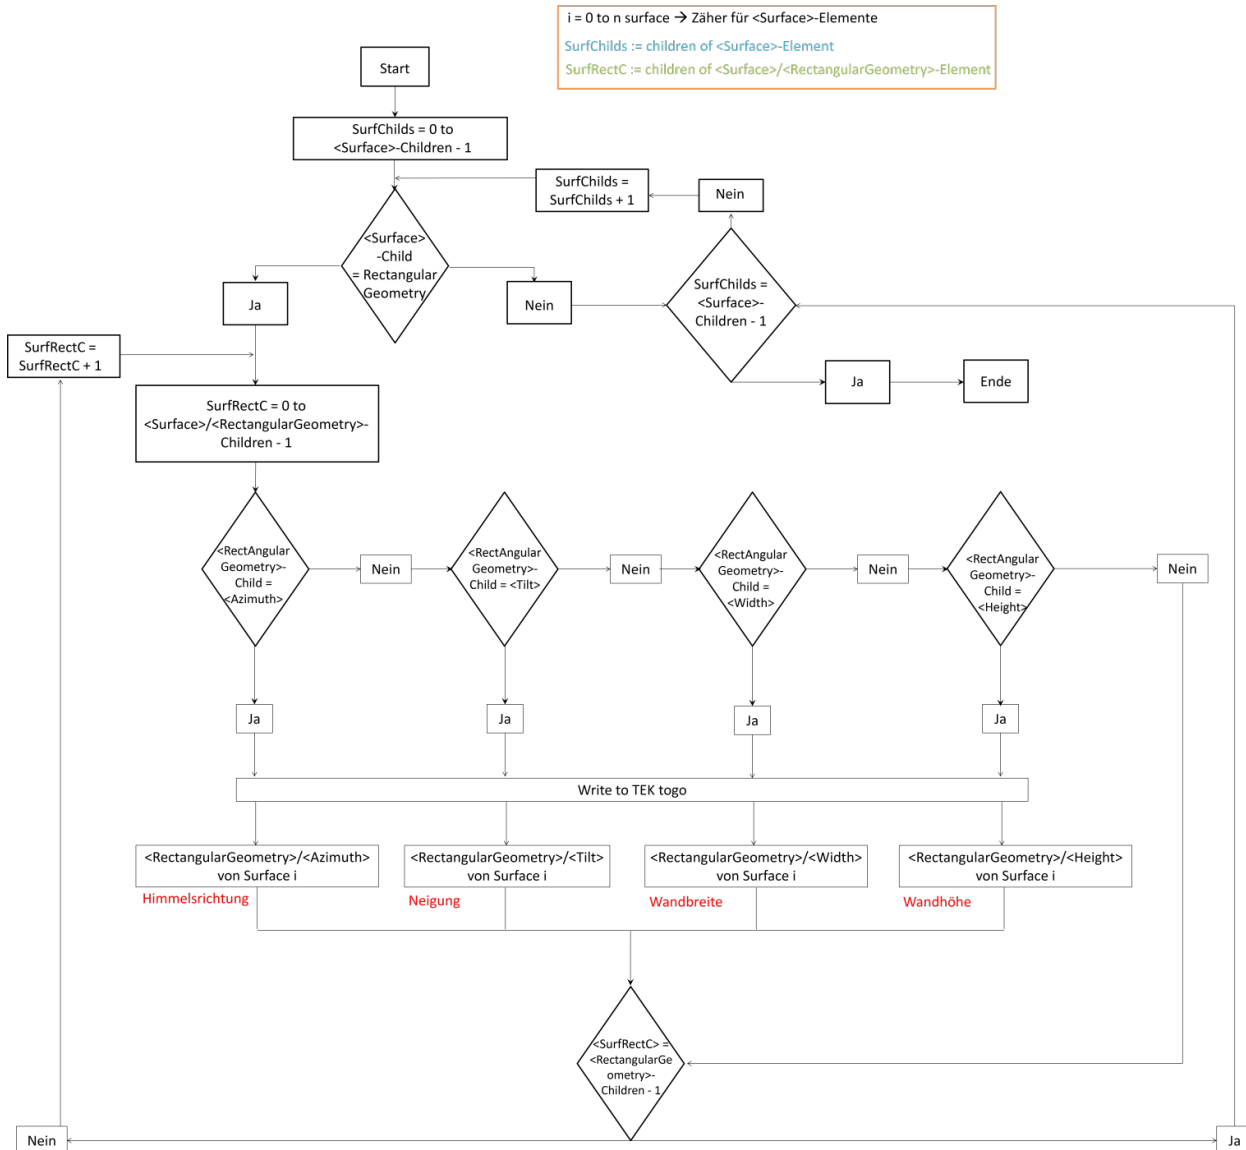 i = 0 to n surface → Zäher für <Surface>-Elemente
SurfChilds := children of <Surface>-Element
SurfRectC := children of <Surface>/<RectangularGeometry>-Element
Start
SurfChilds = 0 to
<Surface>-Children - 1
SurfChilds =
SurfChilds + 1
Nein
<Surface>
-Child
= Rectangular
Geometry
SurfChilds =
<Surface>-
Children - 1
Ja
Nein
SurfRectC =
SurfRectC + 1
Ja
Ende
SurfRectC = 0 to
<Surface>/<RectangularGeometry>-
Children - 1
<RectAngular
Geometry>-
Child =
<Azimuth>
Nein
<RectAngular
Geometry>-
Child = <Tilt>
Nein
<RectAngular
Geometry>-
Child =
<Width>
Nein
<RectAngular
Geometry>-
Child =
<Height>
Nein
Ja
Ja
Ja
Ja
Write to TEK togo
<RectangularGeometry>/<Azimuth>
von Surface i
<RectangularGeometry>/<Tilt>
von Surface i
<RectangularGeometry>/<Width>
von Surface i
<RectangularGeometry>/<Height>
von Surface i
Himmelsrichtung
Neigung
Wandbreite
Wandhöhe
<SurfRectC> =
<RectangularGe
ometry>-
Children - 1
Nein
Ja